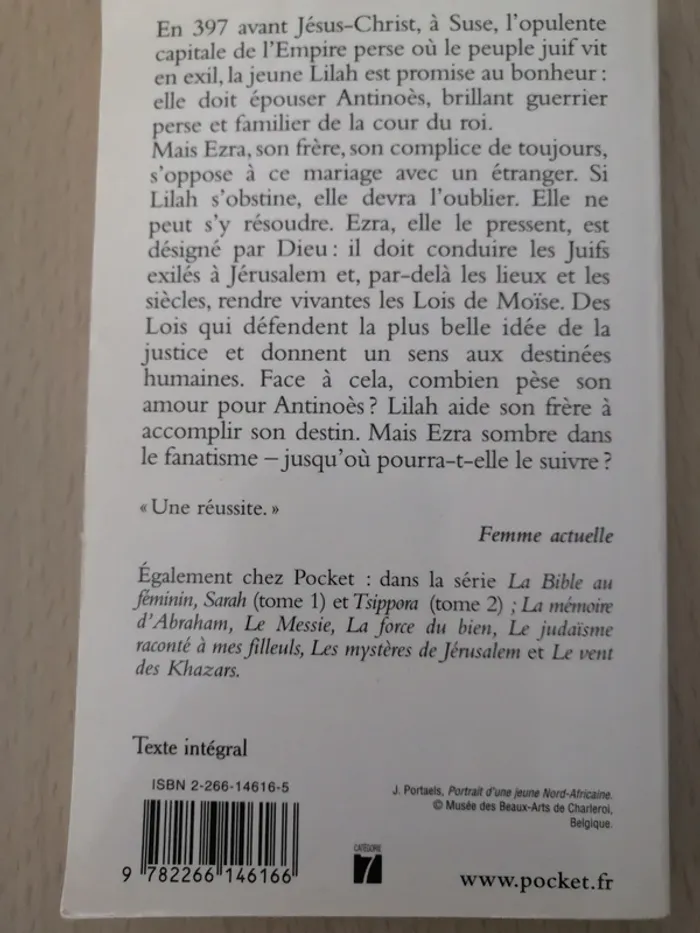 En 397 avant Jésus-Christ, à Suse, l'opulente
capitale de l'Empire perse où le peuple juif vit
en exil, la jeune Lilah est promise au bonheur :
elle doit épouser Antinoès, brillant guerrier
perse et familier de la cour du roi.
Mais Ezra, son frère, son complice de toujours,
s'oppose à ce mariage avec un étranger. Si
Lilah s'obstine, elle devra l'oublier. Elle ne
peut s'y résoudre. Ezra, elle le pressent, est
désigné par Dieu : il doit conduire les Juifs
exilés à Jérusalem et, par-delà les lieux et les
siècles, rendre vivantes les Lois de Moïse. Des
Lois qui défendent la plus belle idée de la
justice et donnent un sens aux destinées
humaines. Face à cela, combien pèse son
amour pour Antinoès ? Lilah aide son frère à
accomplir son destin. Mais Ezra sombre dans
le fanatisme – jusqu'où pourra-t-elle le suivre ?
« Une réussite. »
Femme actuelle
Également chez Pocket : dans la série La Bible au
féminin, Sarah (tome 1) et Tsippora (tome 2) ; La mémoire
d'Abraham, Le Messie, La force du bien, Le judaïsme
raconté à mes filleuls, Les mystères de Jérusalem et Le vent
des Khazars.
Texte intégral
ISBN 2-266-14616-5
9 782266 146166
J. Portaels, Portrait d'une jeune Nord-Africaine.
© Musée des Beaux-Arts de Charleroi,
Belgique.
CATÉGORIE
7
www.pocket.fr